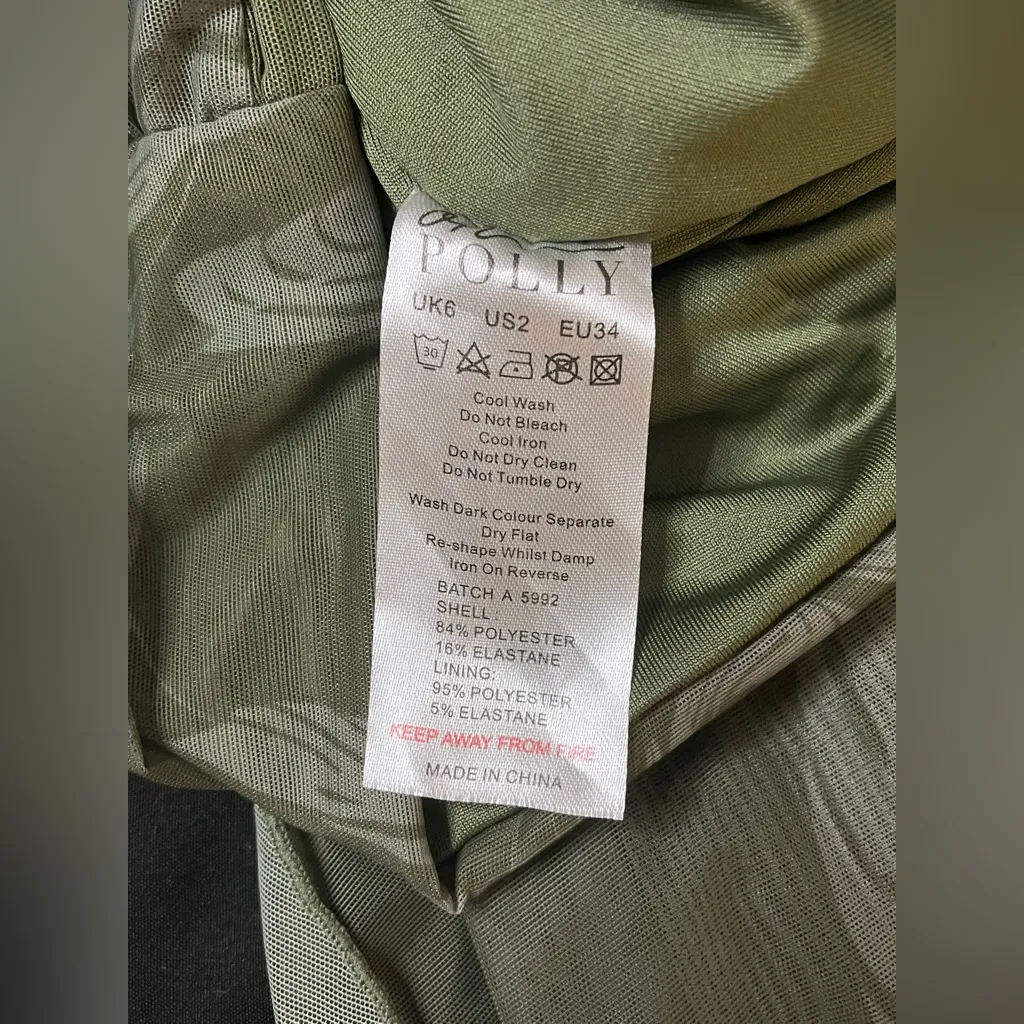 POLLY
UK6 US2 EU34
30
P
Cool Wash
Do Not Bleach
Cool Iron
Do Not Dry Clean
Do Not Tumble Dry
Wash Dark Colour Separate
Dry Flat
Re-shape Whilst Damp
Iron On Reverse
BATCH A 5992
SHELL:
84% POLYESTER
16% ELASTANE
LINING:
95% POLYESTER
5% ELASTANE
KEEP AWAY FROM FIRE
MADE IN CHINA